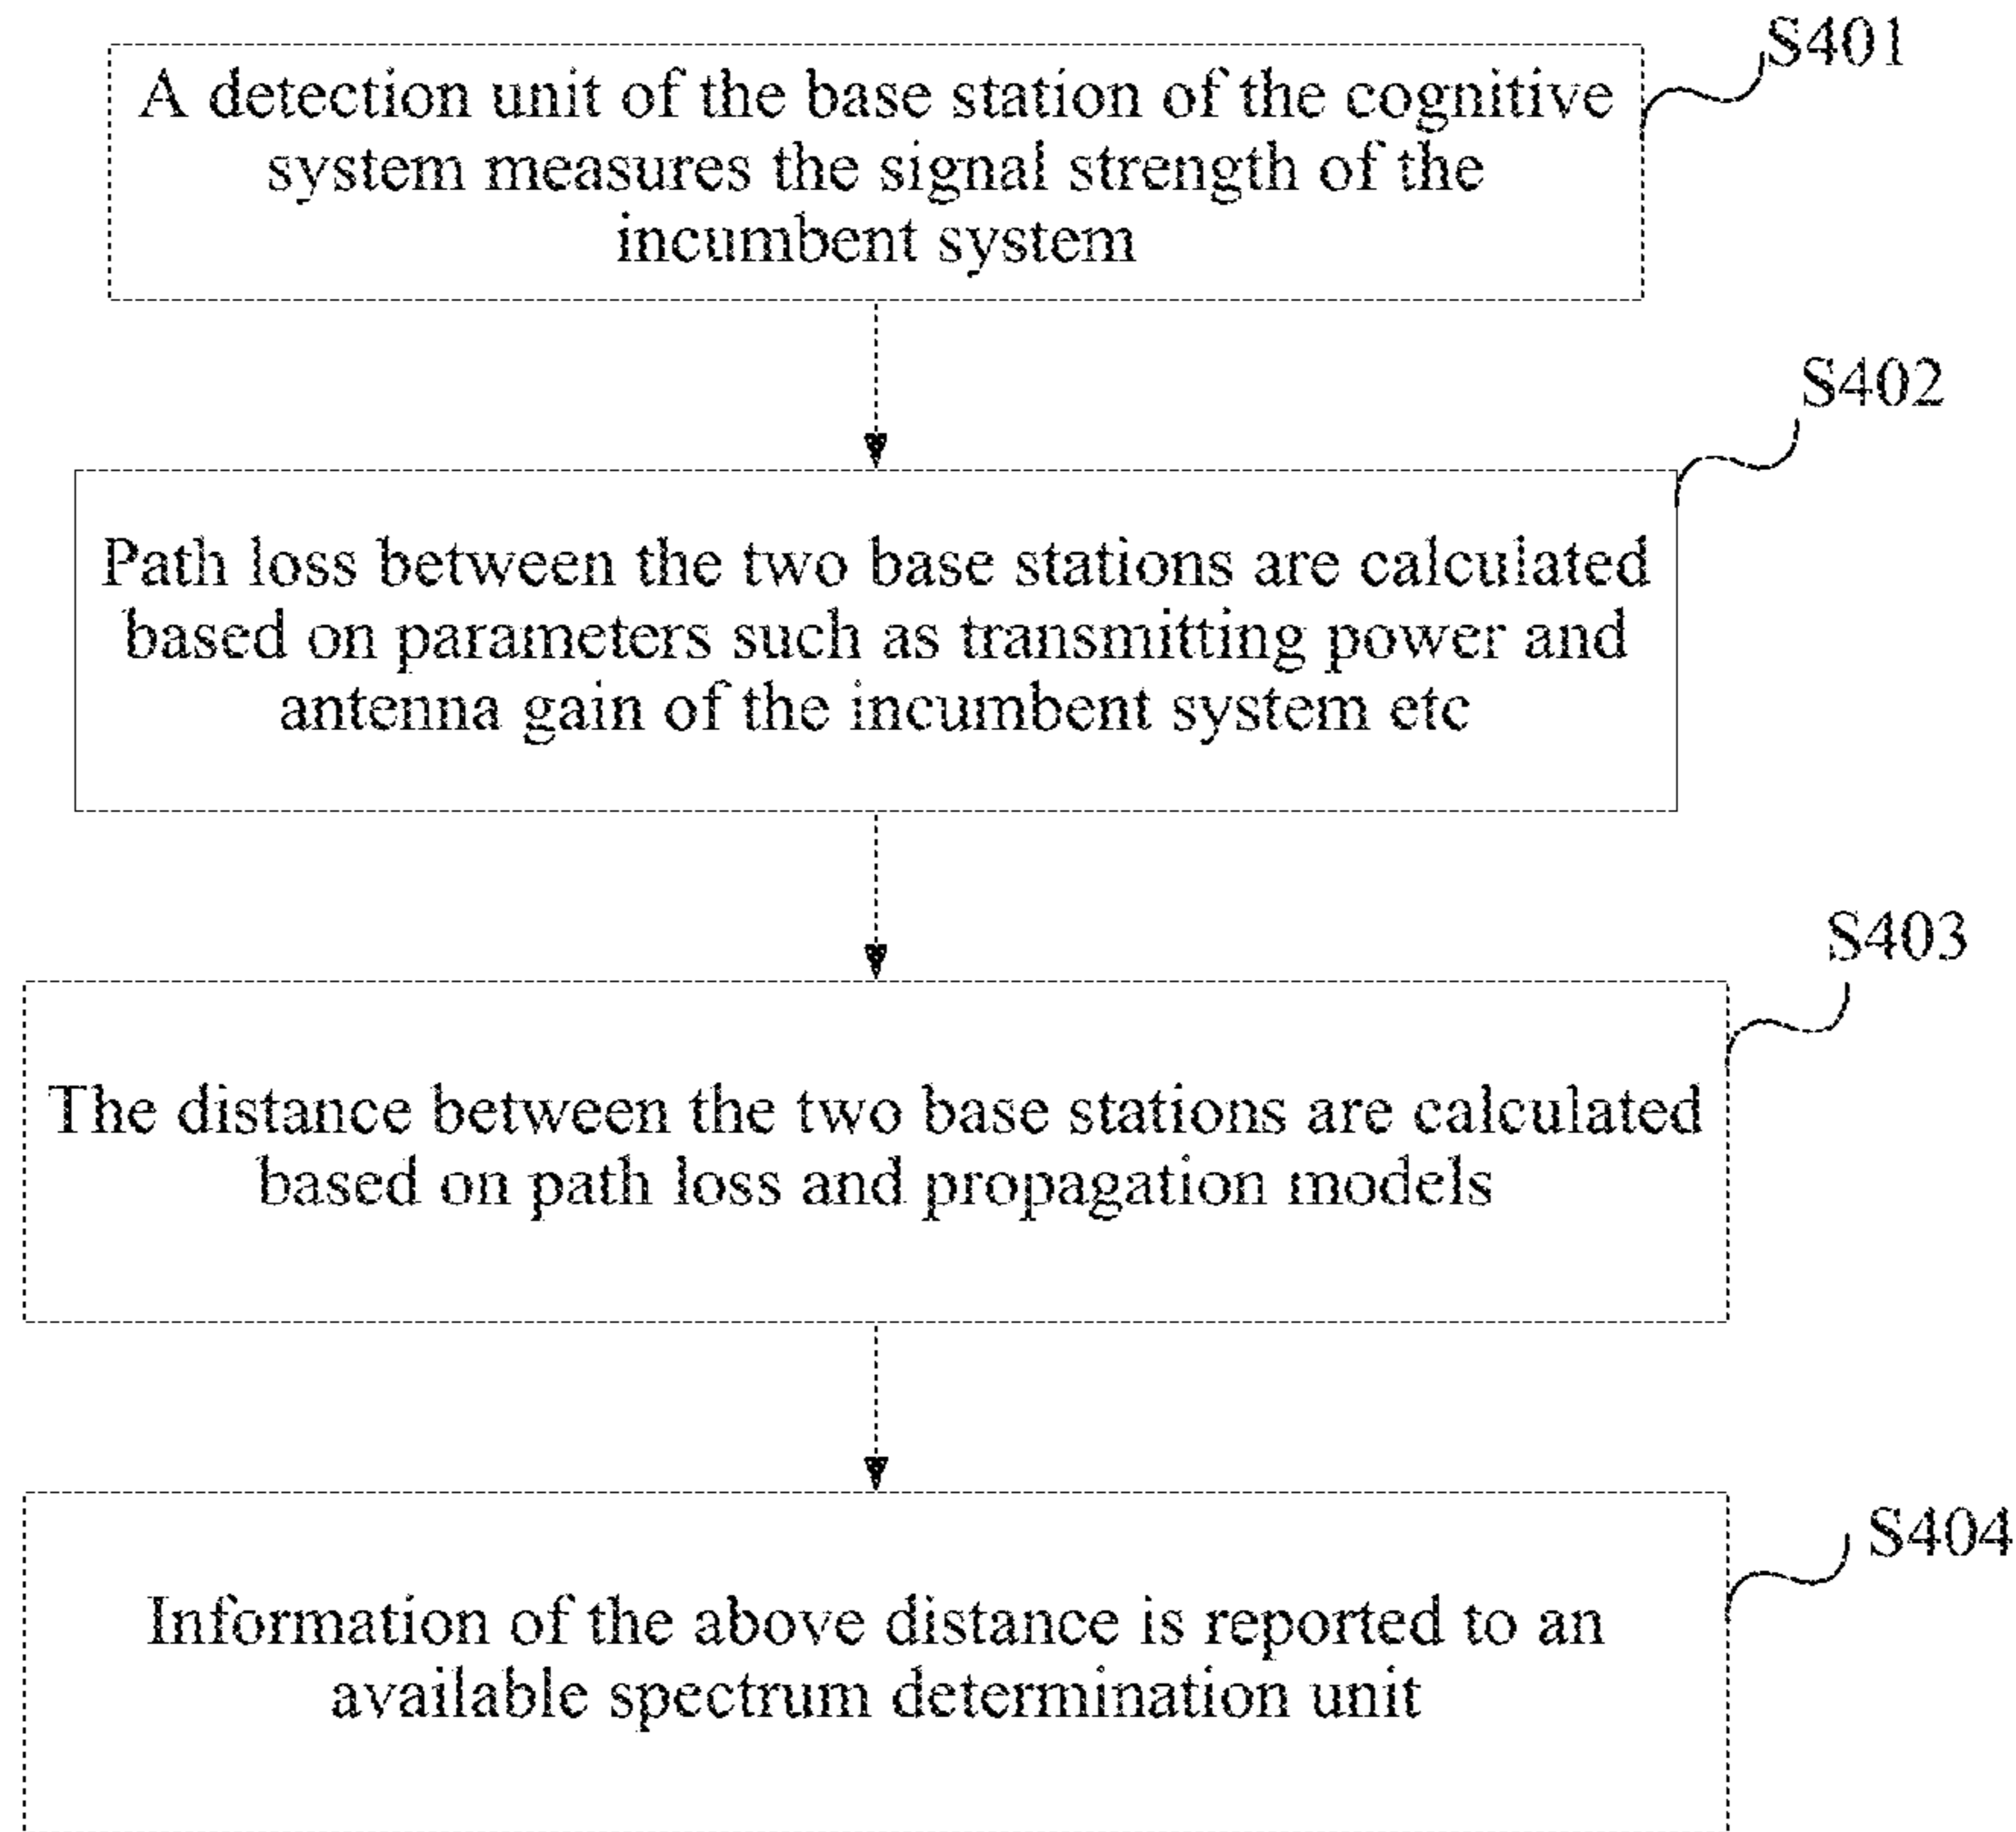 S401
A detection unit of the base station of the cognitive
system measures the signal strength of the
incumbent system
S402
Path loss between the two base stations are calculated
based on parameters such as transmitting power and
antenna gain of the incumbent system etc
S403
The distance between the two base stations are calculated
based on path loss and propagation models
S404
Information of the above distance is reported to an
available spectrum determination unit